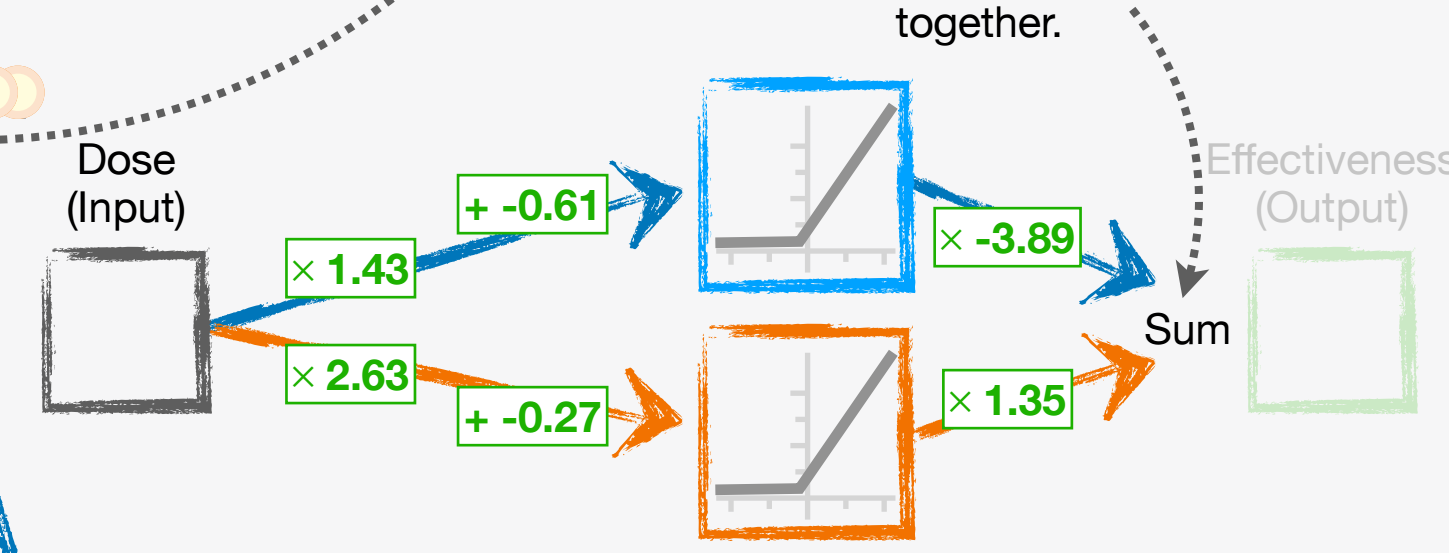 together.
Dose
(Input)
Effectiveness
(Output)
+ -0.61
× 1.43
× -3.89
Sum
× 2.63
+ -0.27
× 1.35